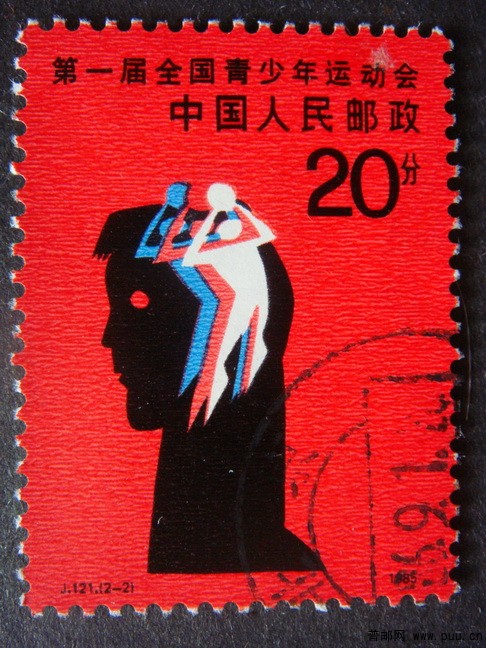 第一届全国青少年运动会
中国人民邮政
20分
J.121.(2-2)
1985
普邮网 www.puu.cn